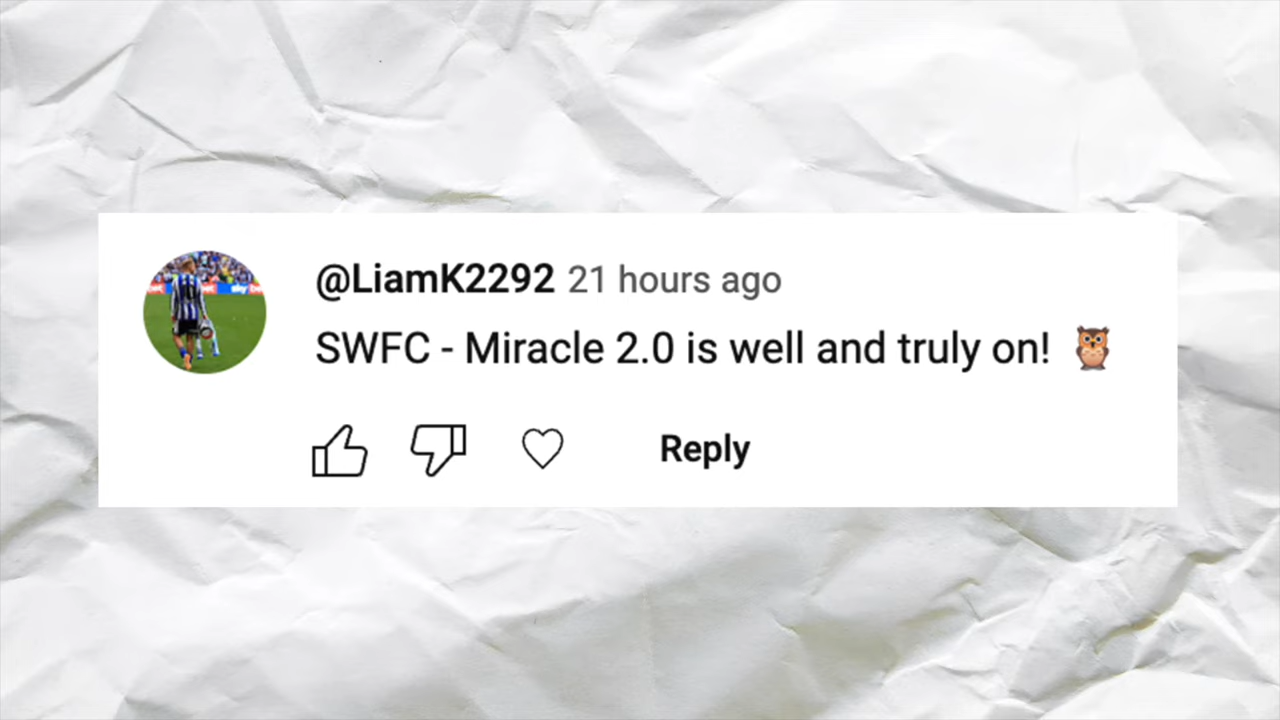 @LiamK2292 21 hours ago
SWFC - Miracle 2.0 is well and truly on! 🦉
Reply